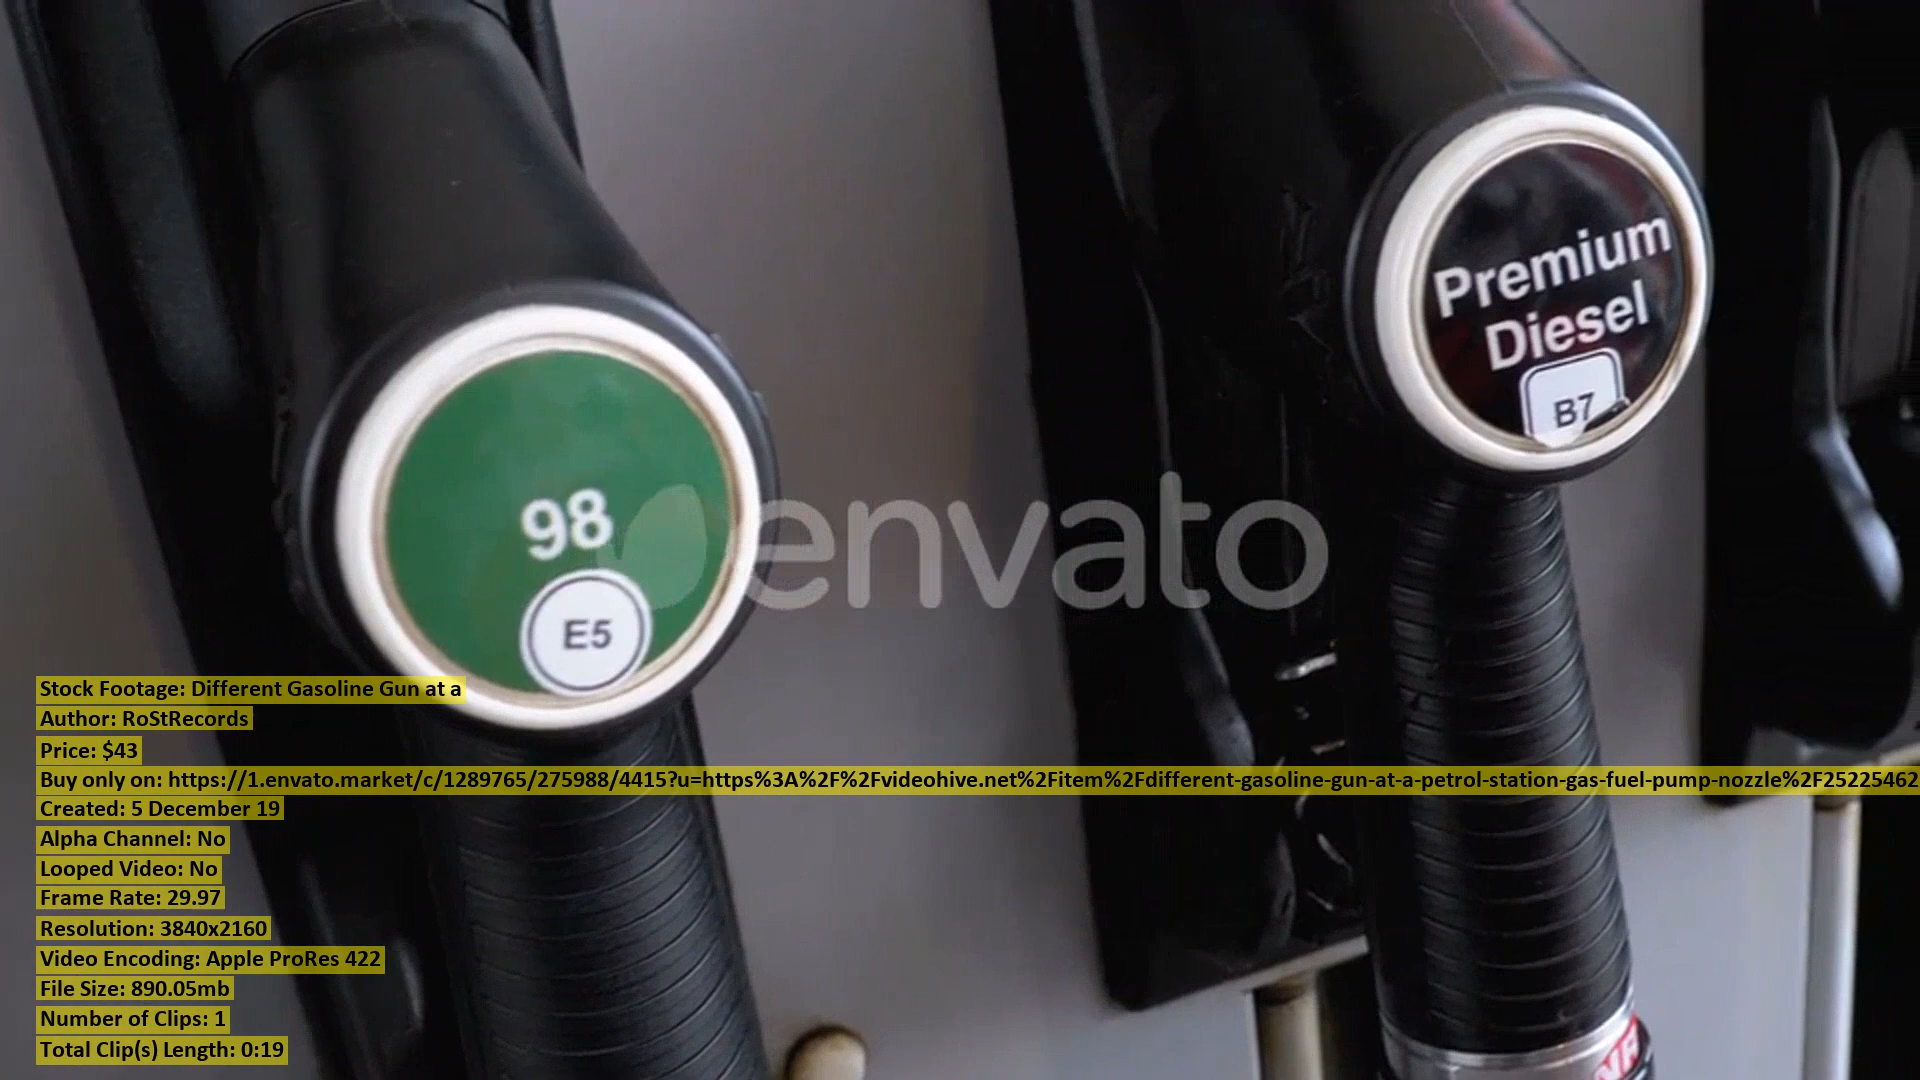 Premium
Diesel
B7
98
E5
envato
Stock Footage: Different Gasoline Gun at a
Author: RoStRecords
Price: $43
Buy only on: https://1.envato.market/c/1289765/275988/4415?u=https%3A%2F%2Fvideohive.net%2Fitem%2Fdifferent-gasoline-gun-at-a-petrol-station-gas-fuel-pump-nozzle%2F25225462
Created: 5 December 19
Alpha Channel: No
Looped Video: No
Frame Rate: 29.97
Resolution: 3840x2160
Video Encoding: Apple ProRes 422
File Size: 890.05mb
Number of Clips: 1
Total Clip(s) Length: 0:19